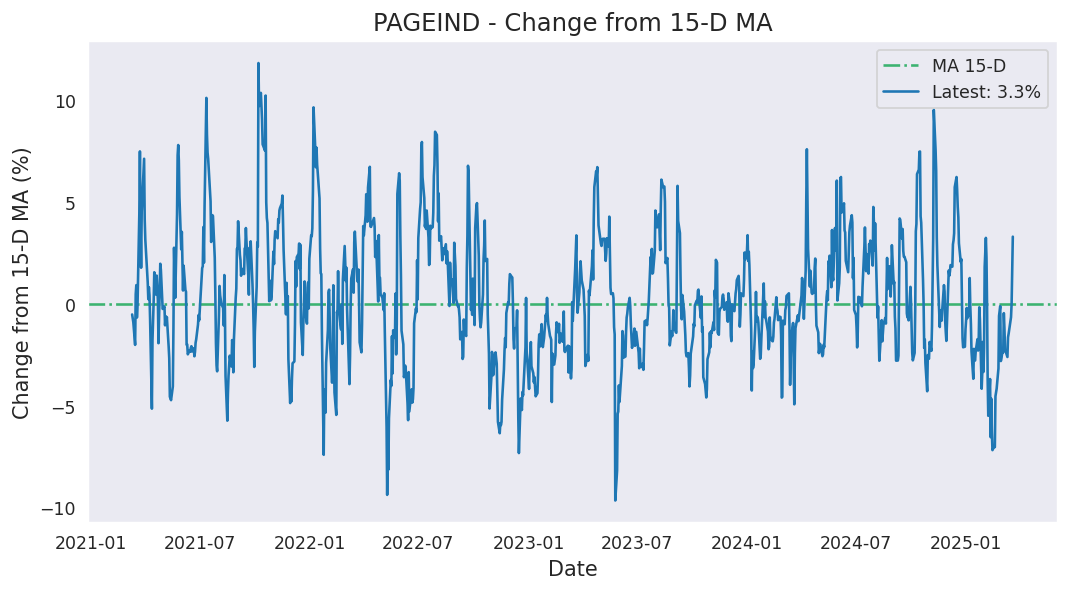 PAGEIND - Change from 15-D MA
MA 15-D
Latest: 3.3%
Change from 15-D MA (%)
10
5
0
−5
−10
2021-01
2021-07
2022-01
2022-07
2023-01
2023-07
2024-01
2024-07
2025-01
Date